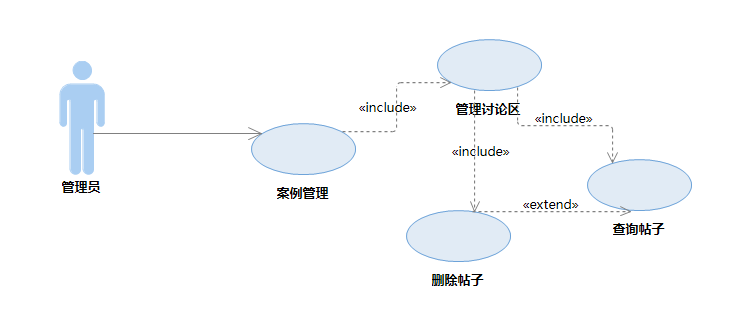 «include»
管理讨论区
«include»
«include»
管理员
案例管理
«extend»
查询帖子
删除帖子